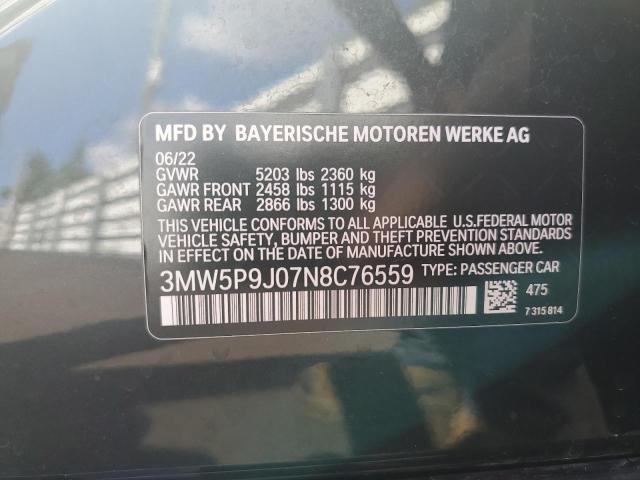 MFD BY BAYERISCHE MOTOREN WERKE AG
06/22
GVWR 5203 lbs 2360 kg
GAWR FRONT 2458 lbs 1115 kg
GAWR REAR 2866 lbs 1300 kg
THIS VEHICLE CONFORMS TO ALL APPLICABLE U.S.FEDERAL MOTOR
VEHICLE SAFETY, BUMPER AND THEFT PREVENTION STANDARDS
IN EFFECT ON THE DATE OF MANUFACTURE SHOWN ABOVE.
3MW5P9J07N8C76559 TYPE: PASSENGER CAR
475
7 315 814